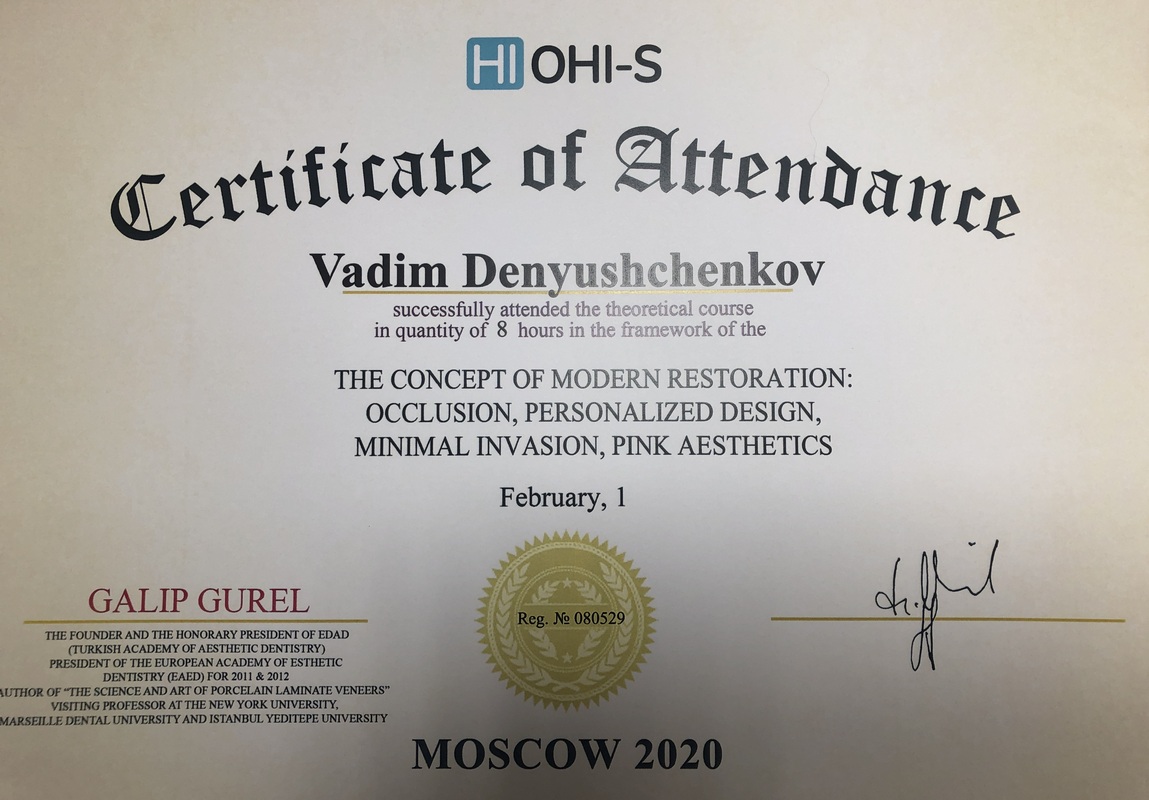 HI OHI-S
Certificate of Attendance
Vadim Denyushchenkov
successfully attended the theoretical course
in quantity of 8 hours in the framework of the
THE CONCEPT OF MODERN RESTORATION:
OCCLUSION, PERSONALIZED DESIGN,
MINIMAL INVASION, PINK AESTHETICS
February, 1
GALIP GUREL
THE FOUNDER AND THE HONORARY PRESIDENT OF EDAD
(TURKISH ACADEMY OF AESTHETIC DENTISTRY)
PRESIDENT OF THE EUROPEAN ACADEMY OF ESTHETIC
DENTISTRY (EAED) FOR 2011 & 2012
AUTHOR OF “THE SCIENCE AND ART OF PORCELAIN LAMINATE VENEERS”
VISITING PROFESSOR AT THE NEW YORK UNIVERSITY,
MARSEILLE DENTAL UNIVERSITY AND ISTANBUL YEDITEPE UNIVERSITY
Reg. № 080529
MOSCOW 2020